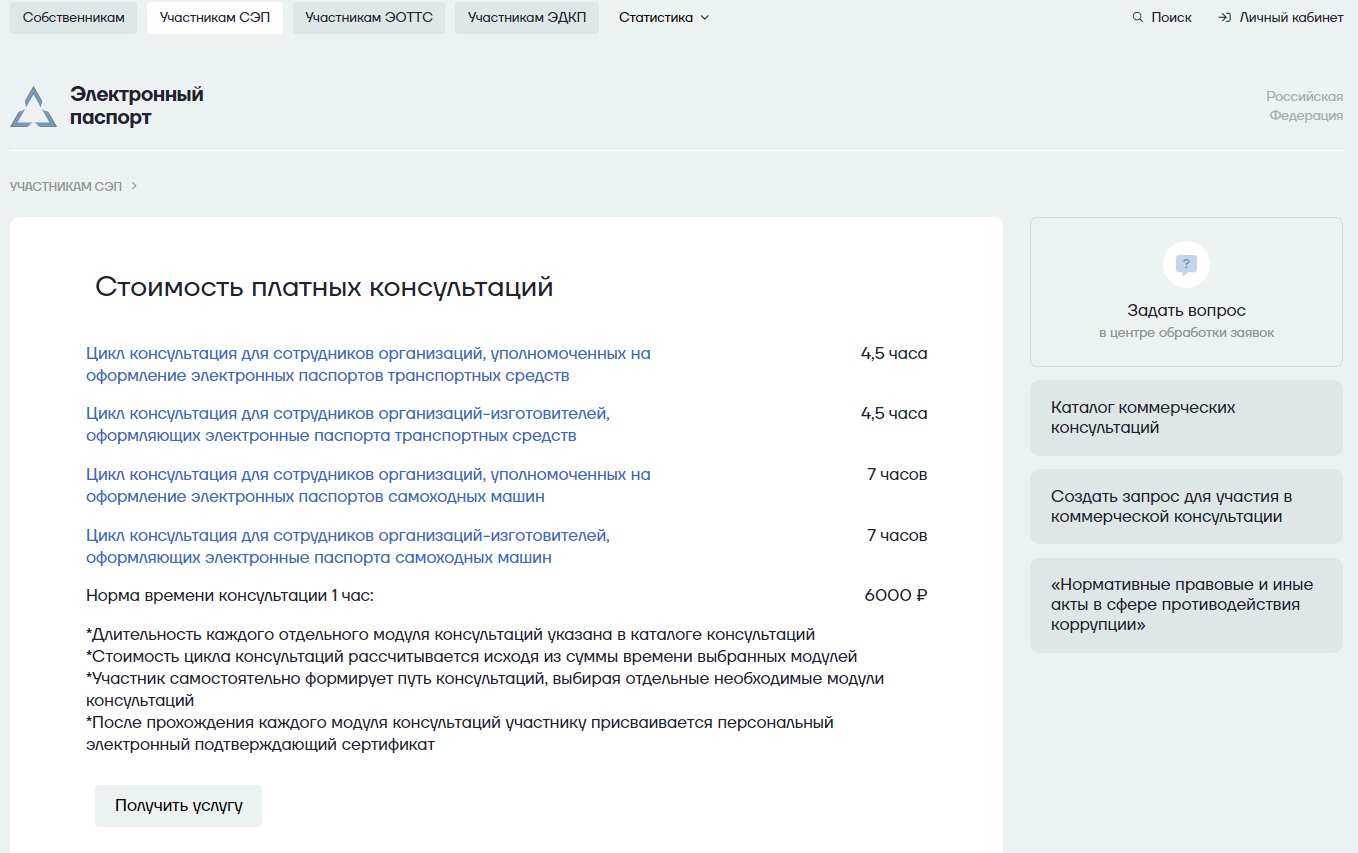 Собственникам
Участникам СЭП
Участникам ЭОТТС
Участникам ЭДКП
Статистика
Поиск
Личный кабинет
Электронный
паспорт
Российская
Федерация
УЧАСТНИКАМ СЭП
Стоимость платных консультаций
Цикл консультация для сотрудников организаций, уполномоченных на
оформление электронных паспортов транспортных средств
4,5 часа
Цикл консультация для сотрудников организаций-изготовителей,
оформляющих электронные паспорта транспортных средств
4,5 часа
Цикл консультация для сотрудников организаций, уполномоченных на
оформление электронных паспортов самоходных машин
7 часов
Цикл консультация для сотрудников организаций-изготовителей,
оформляющих электронные паспорта самоходных машин
7 часов
Норма времени консультации 1 час:
6000 ₽
*Длительность каждого отдельного модуля консультаций указана в каталоге консультаций
*Стоимость цикла консультаций рассчитывается исходя из суммы времени выбранных модулей
*Участник самостоятельно формирует путь консультаций, выбирая отдельные необходимые модули
консультаций
*После прохождения каждого модуля консультаций участнику присваивается персональный
электронный подтверждающий сертификат
Получить услугу
?
Задать вопрос
в центре обработки заявок
Каталог коммерческих
консультаций
Создать запрос для участия в
коммерческой консультации
«Нормативные правовые и иные
акты в сфере противодействия
коррупции»